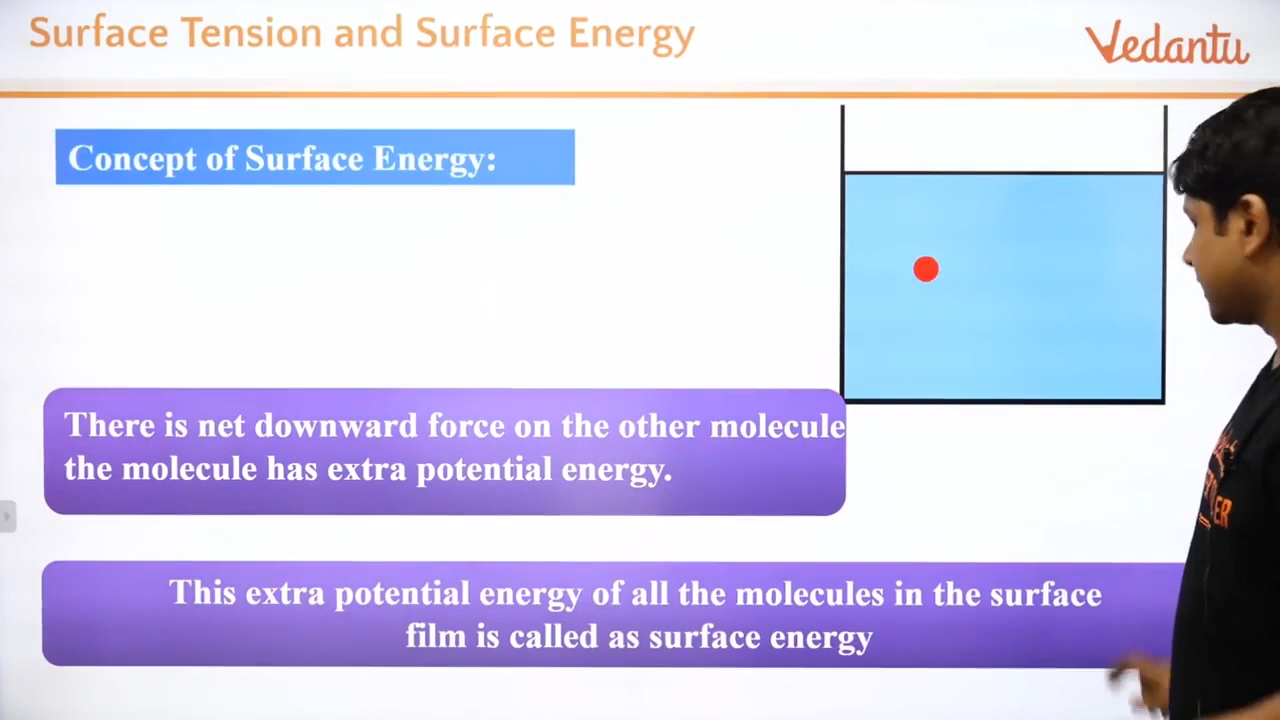 Surface Tension and Surface Energy
Vedantu
Concept of Surface Energy:
There is net downward force on the other molecule
the molecule has extra potential energy.
This extra potential energy of all the molecules in the surface
film is called as surface energy